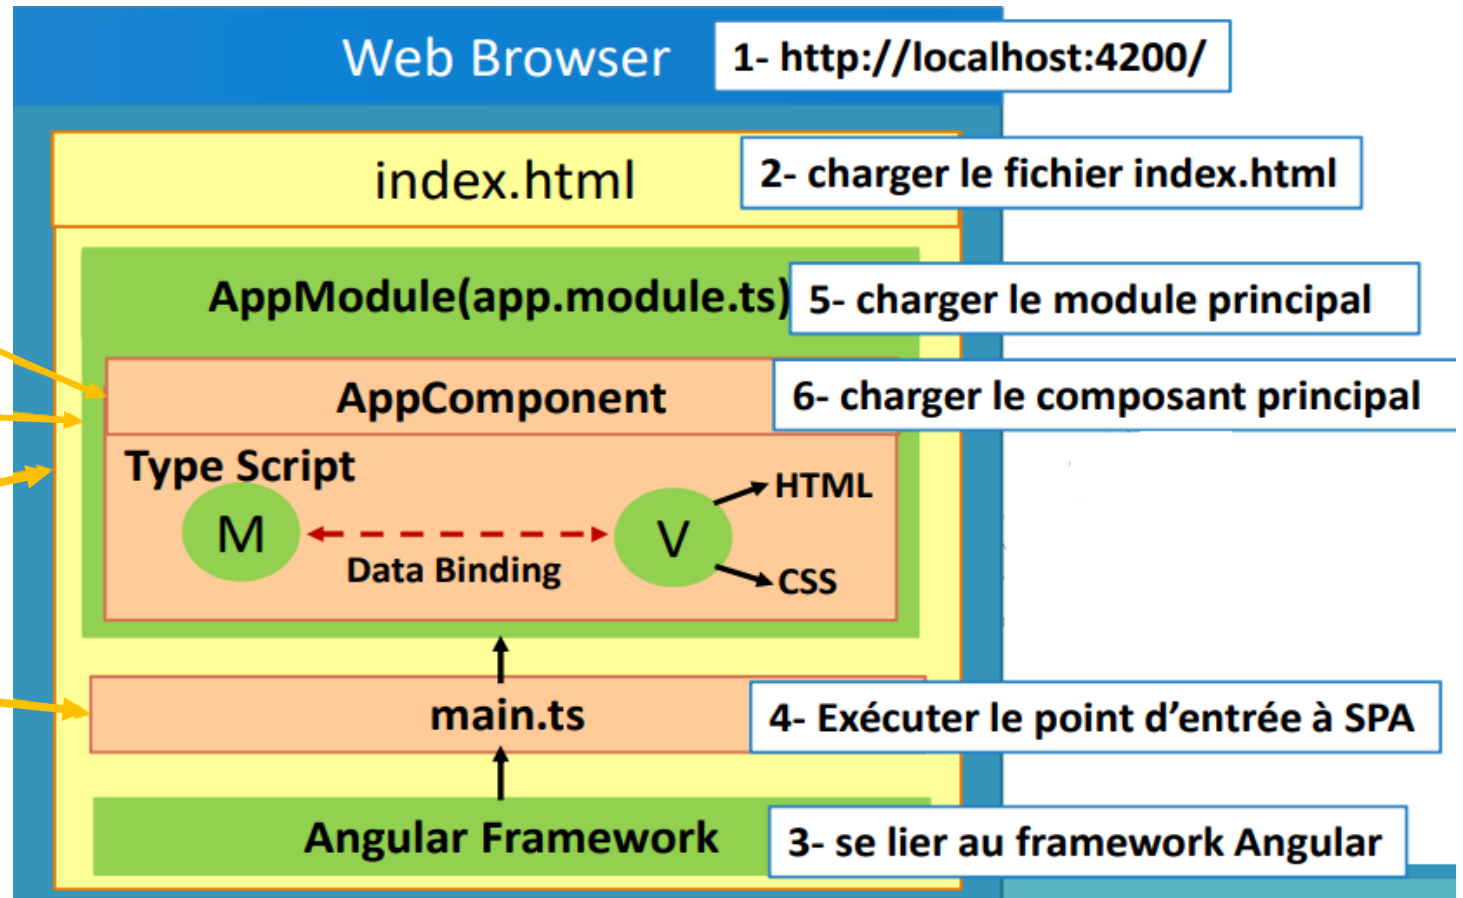 Web Browser
1- http://localhost:4200/
index.html
2- charger le fichier index.html
AppModule(app.module.ts)
5- charger le module principal
AppComponent
6- charger le composant principal
Type Script
M
Data Binding
V
HTML
CSS
main.ts
4- Exécuter le point d’entrée à SPA
Angular Framework
3- se lier au framework Angular